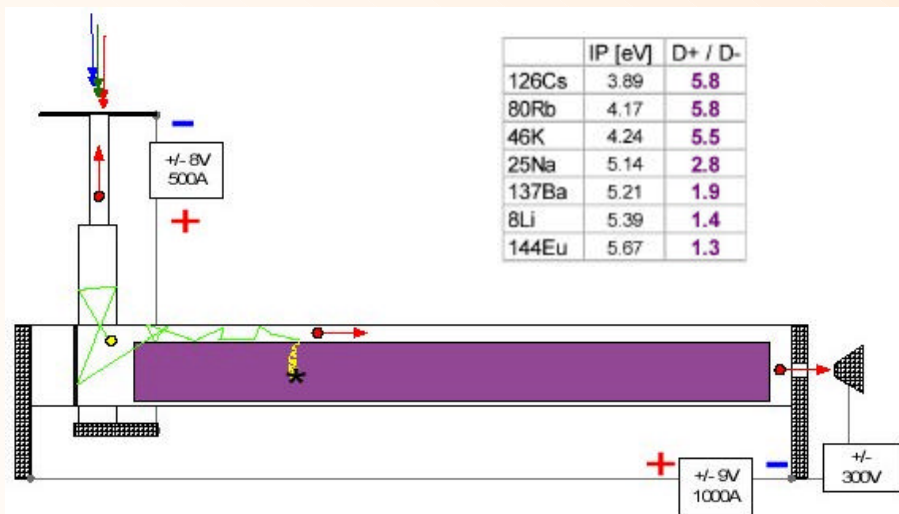 IP [eV] D+ / D-
126Cs 3.89 5.8
80Rb 4.17 5.8
46K 4.24 5.5
25Na 5.14 2.8
137Ba 5.21 1.9
8Li 5.39 1.4
144Eu 5.67 1.3
−
+/- 8V
500A
+
*
+
+/- 9V
1000A
−
+/-
300V